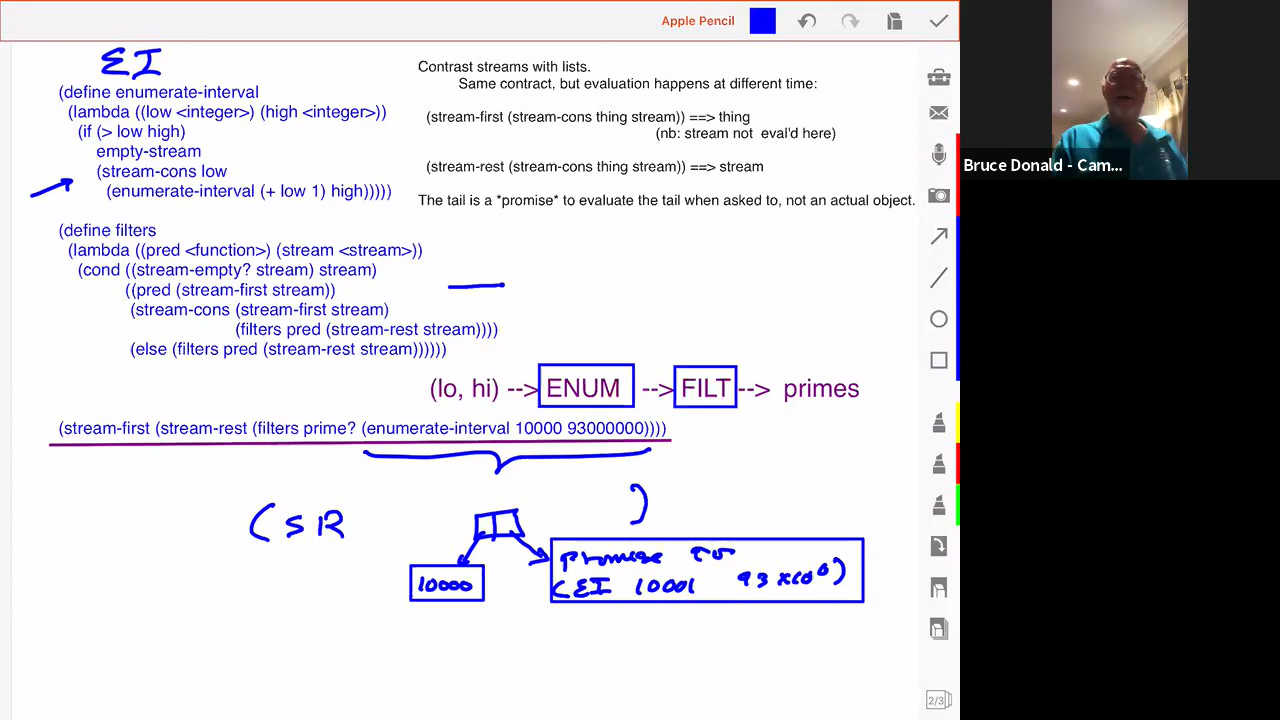 Apple Pencil
EI
(define enumerate-interval
(lambda ((low <integer>) (high <integer>))
(if (> low high)
empty-stream
(stream-cons low
(enumerate-interval (+ low 1) high)))))
Contrast streams with lists.
Same contract, but evaluation happens at different time:
(stream-first (stream-cons thing stream)) ==> thing
(nb: stream not eval'd here)
(stream-rest (stream-cons thing stream)) ==> stream
The tail is a *promise* to evaluate the tail when asked to, not an actual object.
Bruce Donald - Cam...
(define filters
(lambda ((pred <function>) (stream <stream>))
(cond ((stream-empty? stream) stream)
((pred (stream-first stream))
(stream-cons (stream-first stream)
(filters pred (stream-rest stream))))
(else (filters pred (stream-rest stream))))))
(lo, hi) --> ENUM --> FILT --> primes
(stream-first (stream-rest (filters prime? (enumerate-interval 10000 93000000))))
(SR )
10000
promise to
(EI 10001 93x10⁶)
2/3